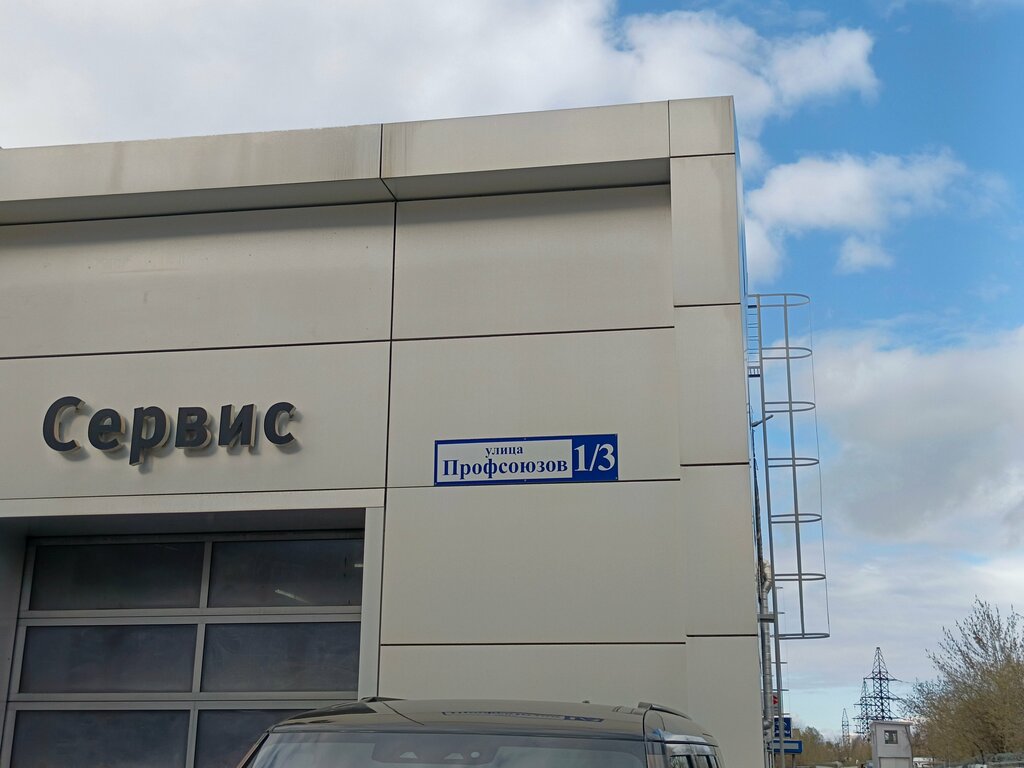 Сервис
улица
Профсоюзов 1/3